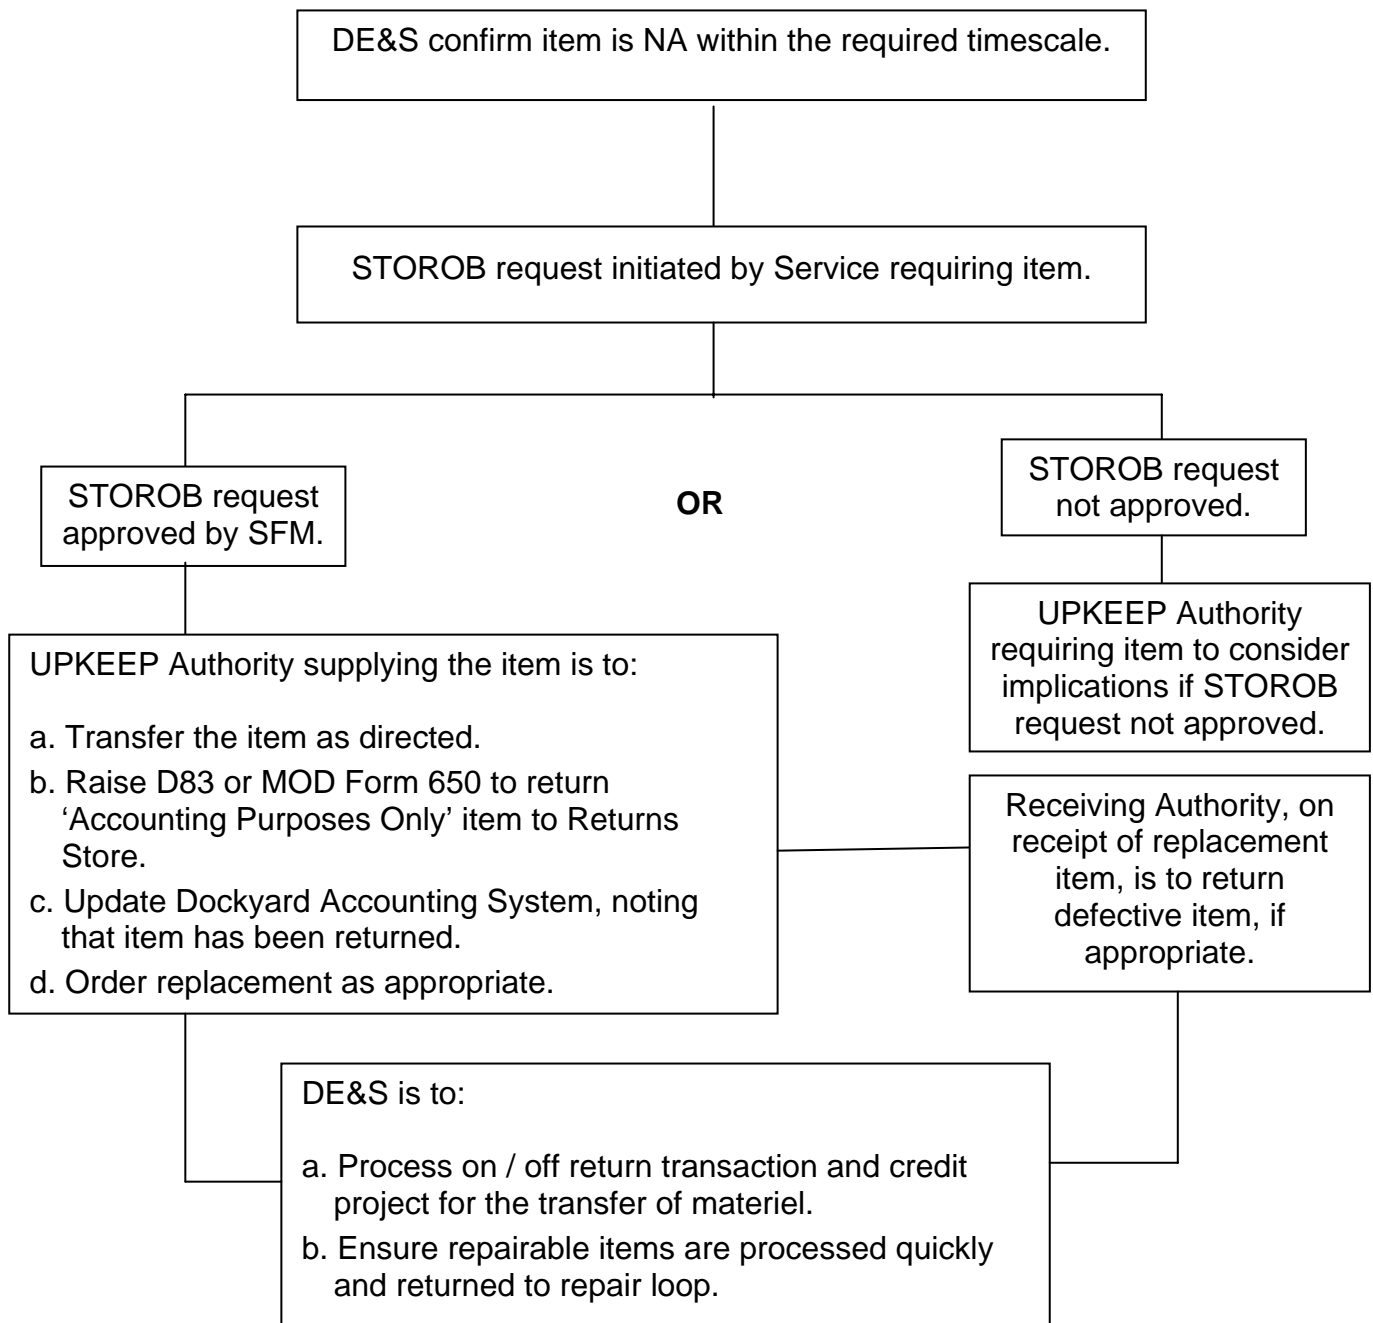 DE&S confirm item is NA within the required timescale.
STOROB request initiated by Service requiring item.
STOROB request
approved by SFM.
OR
STOROB request
not approved.
UPKEEP Authority
requiring item to consider
implications if STOROB
request not approved.
UPKEEP Authority supplying the item is to:
a. Transfer the item as directed.
b. Raise D83 or MOD Form 650 to return
‘Accounting Purposes Only’ item to Returns
Store.
c. Update Dockyard Accounting System, noting
that item has been returned.
d. Order replacement as appropriate.
Receiving Authority, on
receipt of replacement
item, is to return
defective item, if
appropriate.
DE&S is to:
a. Process on / off return transaction and credit
project for the transfer of materiel.
b. Ensure repairable items are processed quickly
and returned to repair loop.